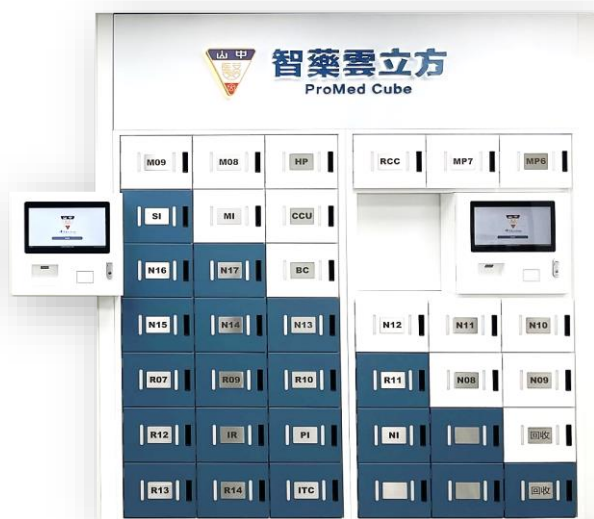 山中
智藥雲立方
ProMed Cube
M09 M08 HP
SI MI CCU
N16 N17 BC
N15 N14 N13
R07 R09 R10
R12 IR PI
R13 R14 ITC
RCC MP7 MP6
N12 N11 N10
R11 N08 N09
NI 回收
回收